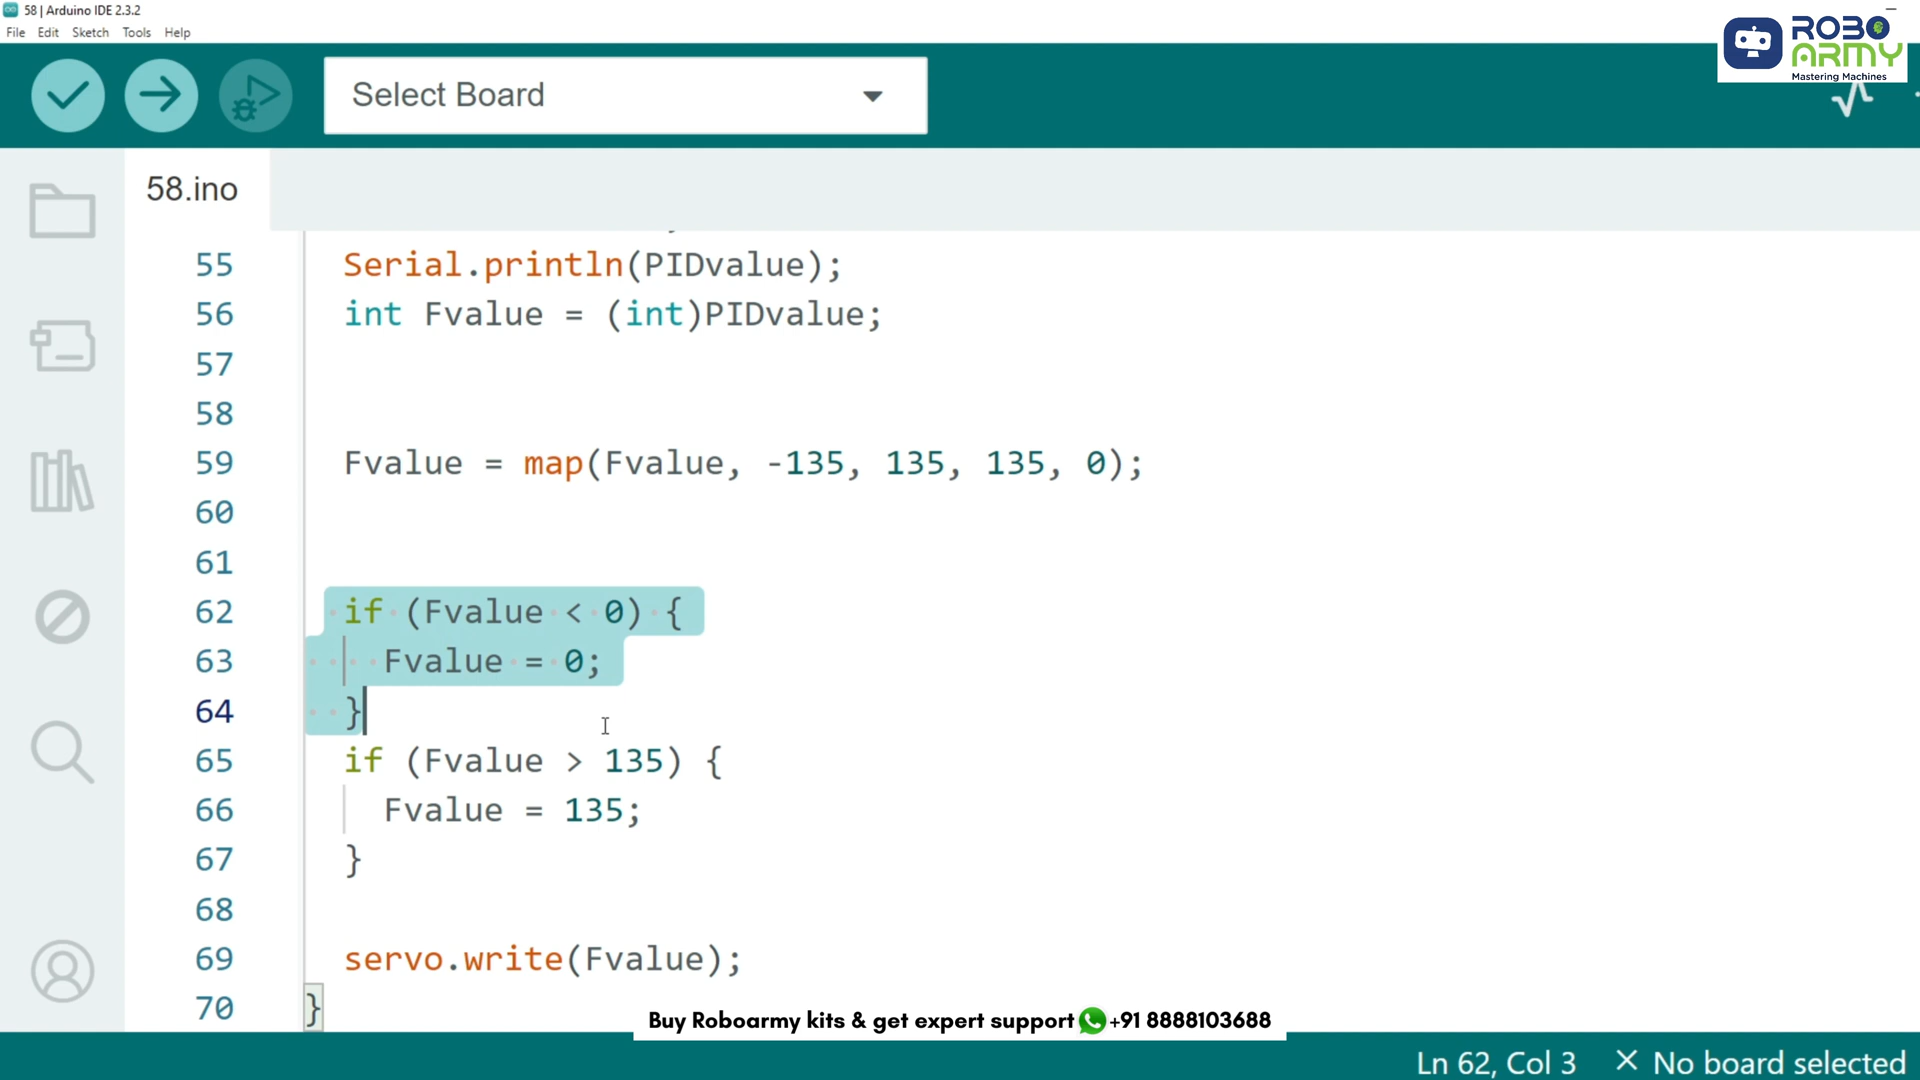 58 | Arduino IDE 2.3.2
File Edit Sketch Tools Help
ROBO
ARMY
Mastering Machines
Select Board
58.ino
55 Serial.println(PIDvalue);
56 int Fvalue = (int)PIDvalue;
57
58
59 Fvalue = map(Fvalue, -135, 135, 135, 0);
60
61
62 if (Fvalue < 0) {
63 Fvalue = 0;
64 }
65 if (Fvalue > 135) {
66 Fvalue = 135;
67 }
68
69 servo.write(Fvalue);
70 }
Buy Roboarmy kits & get expert support +91 8888103688
Ln 62, Col 3 No board selected